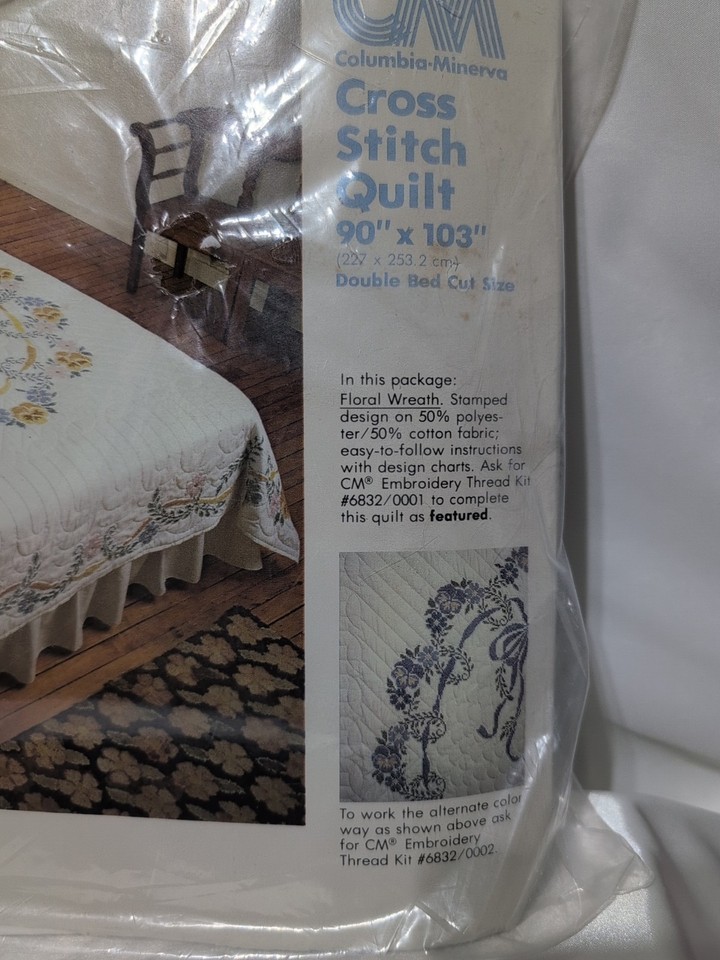 CM
Columbia-Minerva
Cross
Stitch
Quilt
90" x 103"
(227 x 253.2 cm)
Double Bed Cut Size
In this package:
Floral Wreath. Stamped
design on 50% polyes-
ter/50% cotton fabric;
easy-to-follow instructions
with design charts. Ask for
CM® Embroidery Thread Kit
#6832/0001 to complete
this quilt as featured.
To work the alternate color
way as shown above ask
for CM® Embroidery
Thread Kit #6832/0002.